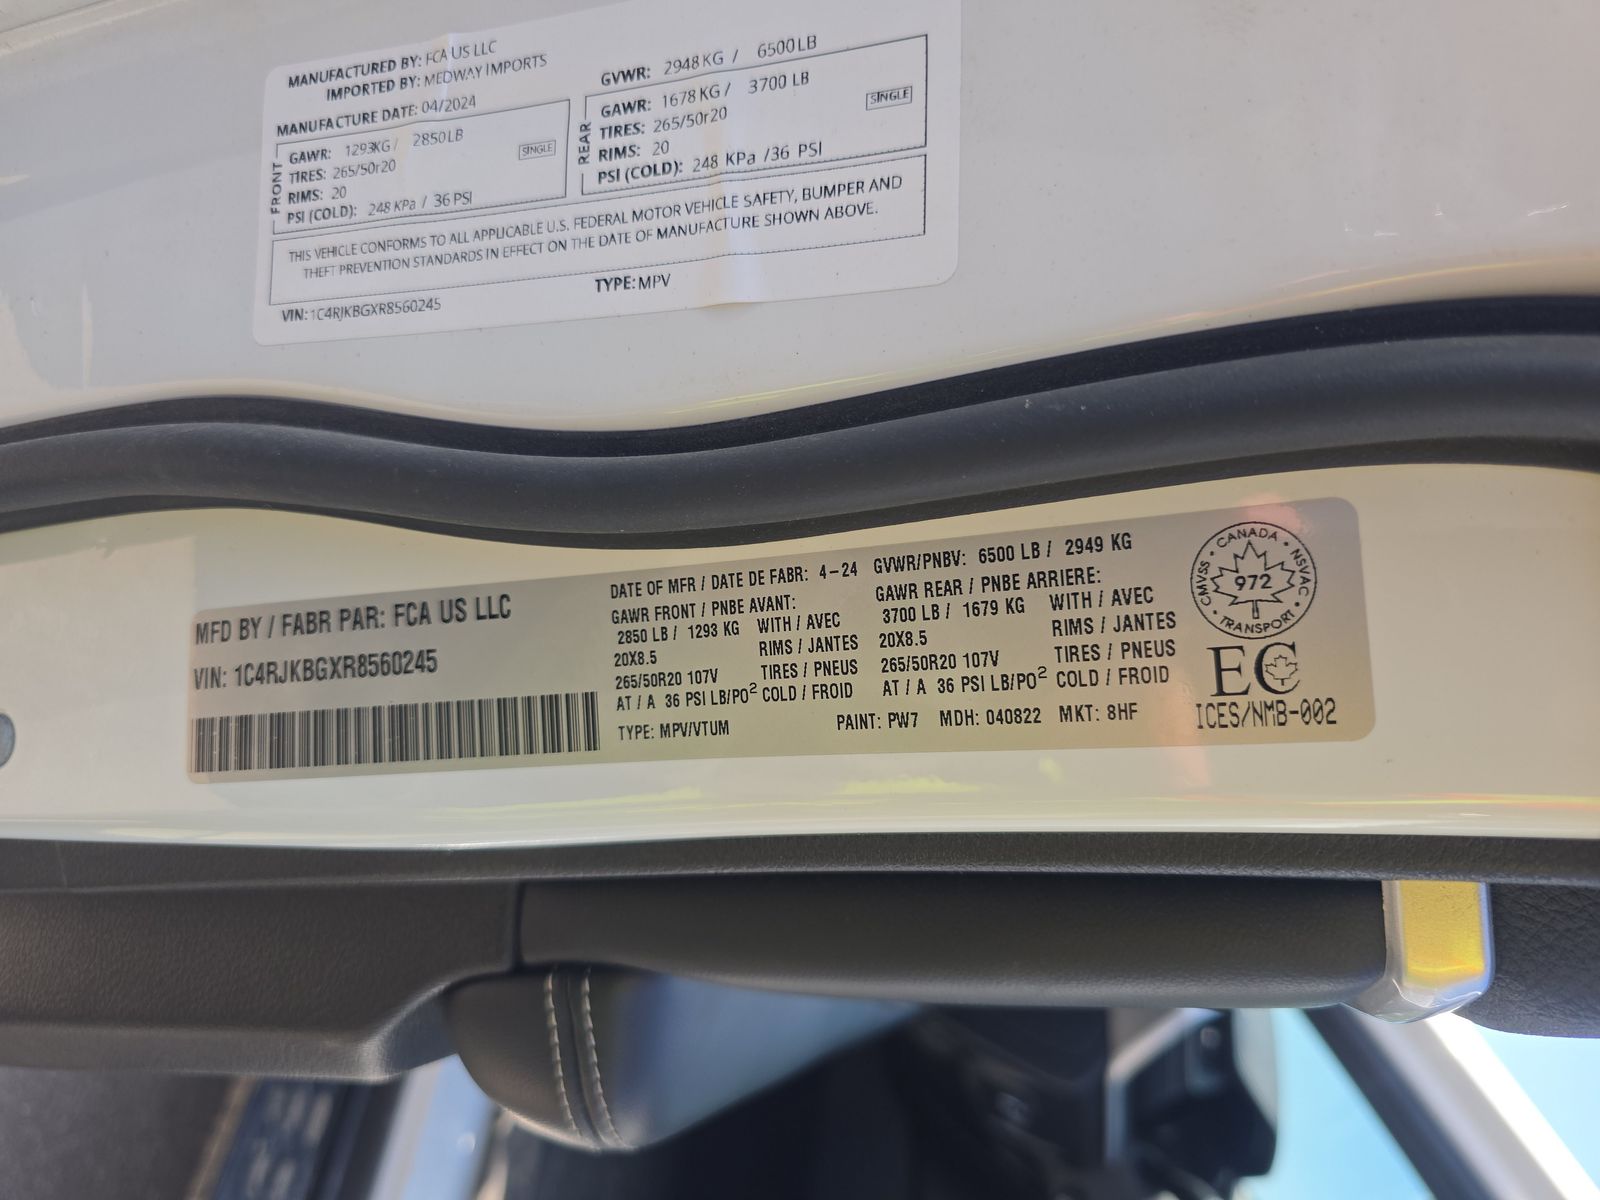 MANUFACTURED BY: FCA US LLC
IMPORTED BY: MEDWAY IMPORTS
MANUFACTURE DATE: 04/2024
FRONT
GAWR: 1293KG / 2850LB
TIRES: 265/50r20
RIMS: 20
PSI (COLD): 248 KPa / 36 PSI
SINGLE
GVWR: 2948 KG / 6500LB
REAR
GAWR: 1678 KG / 3700 LB
TIRES: 265/50r20
RIMS: 20
PSI (COLD): 248 KPa /36 PSI
SINGLE
THIS VEHICLE CONFORMS TO ALL APPLICABLE U.S. FEDERAL MOTOR VEHICLE SAFETY, BUMPER AND
THEFT PREVENTION STANDARDS IN EFFECT ON THE DATE OF MANUFACTURE SHOWN ABOVE.
VIN: 1C4RJKBGXR8560245
TYPE: MPV
MFD BY / FABR PAR: FCA US LLC
VIN: 1C4RJKBGXR8560245
DATE OF MFR / DATE DE FABR: 4-24
GAWR FRONT / PNBE AVANT:
2850 LB / 1293 KG WITH / AVEC
20X8.5 RIMS / JANTES
265/50R20 107V TIRES / PNEUS
AT / A 36 PSI LB/PO² COLD / FROID
TYPE: MPV/VTUM
GVWR/PNBV: 6500 LB / 2949 KG
GAWR REAR / PNBE ARRIERE:
3700 LB / 1679 KG WITH / AVEC
20X8.5 RIMS / JANTES
265/50R20 107V TIRES / PNEUS
AT / A 36 PSI LB/PO² COLD / FROID
PAINT: PW7 MDH: 040822 MKT: 8HF
CANADA • NSVAC • TRANSPORT • CMVSS •
972
EC
ICES/NMB-002